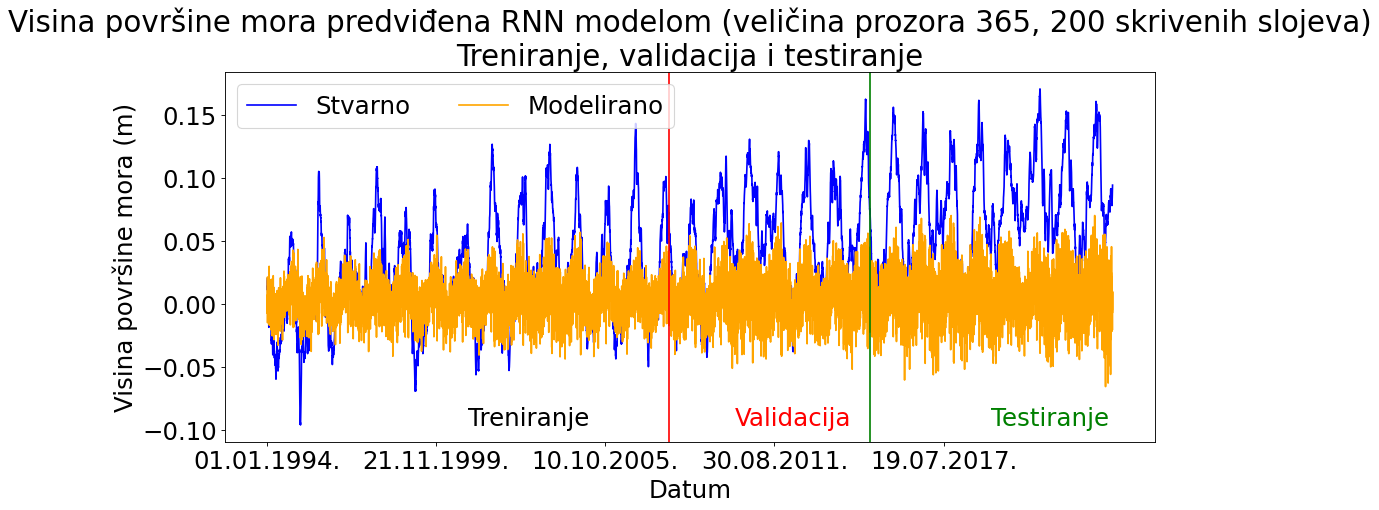 Visina površine mora predviđena RNN modelom (veličina prozora 365, 200 skrivenih slojeva)
Treniranje, validacija i testiranje
Stvarno
Modelirano
Visina površine mora (m)
0.15
0.10
0.05
0.00
−0.05
−0.10
Treniranje
Validacija
Testiranje
01.01.1994.
21.11.1999.
10.10.2005.
30.08.2011.
19.07.2017.
Datum